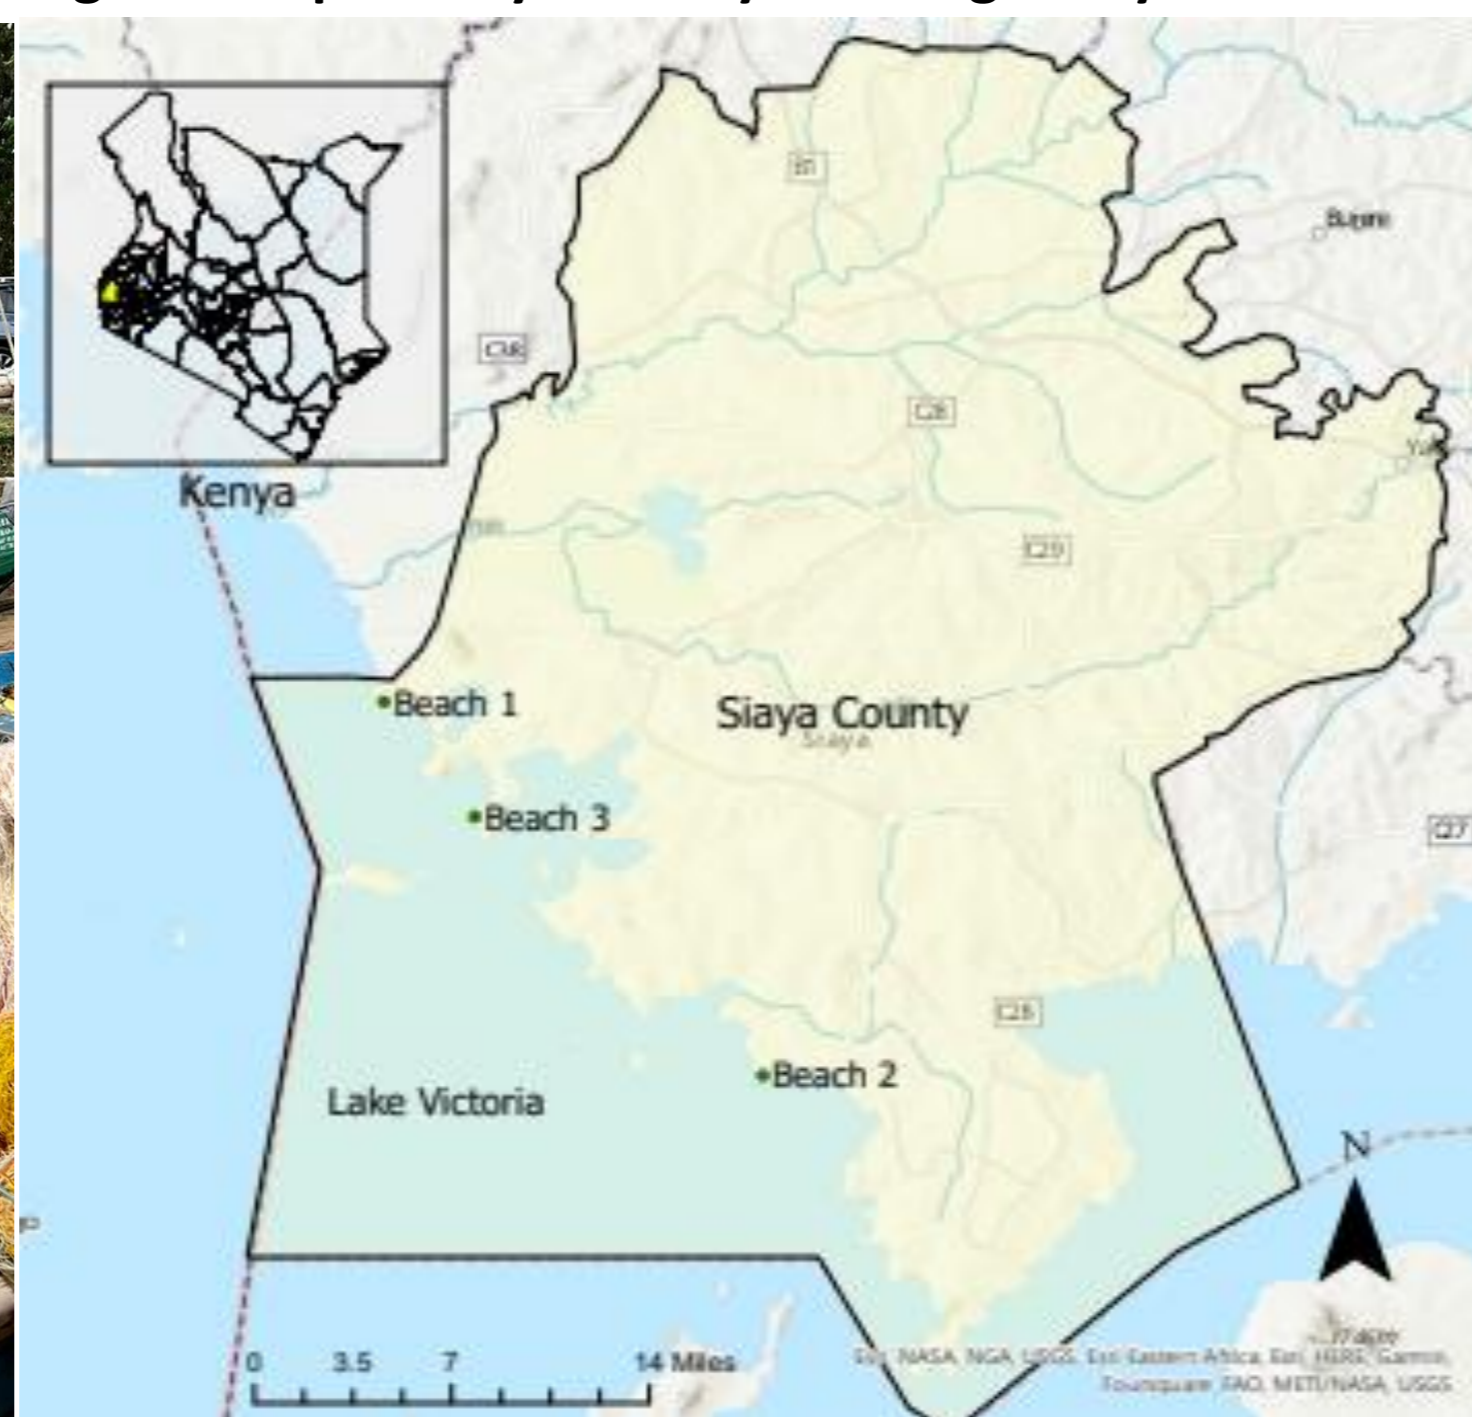 Kenya
C28
C29
Beach 1
Siaya County
Siaya
Beach 3
C27
C28
Beach 2
Lake Victoria
N
0 3.5 7 14 Miles
Esri, NASA, NGA, USGS, Esri Eastern Africa, Esri, HERE, Garmin,
Foursquare, FAO, METI/NASA, USGS